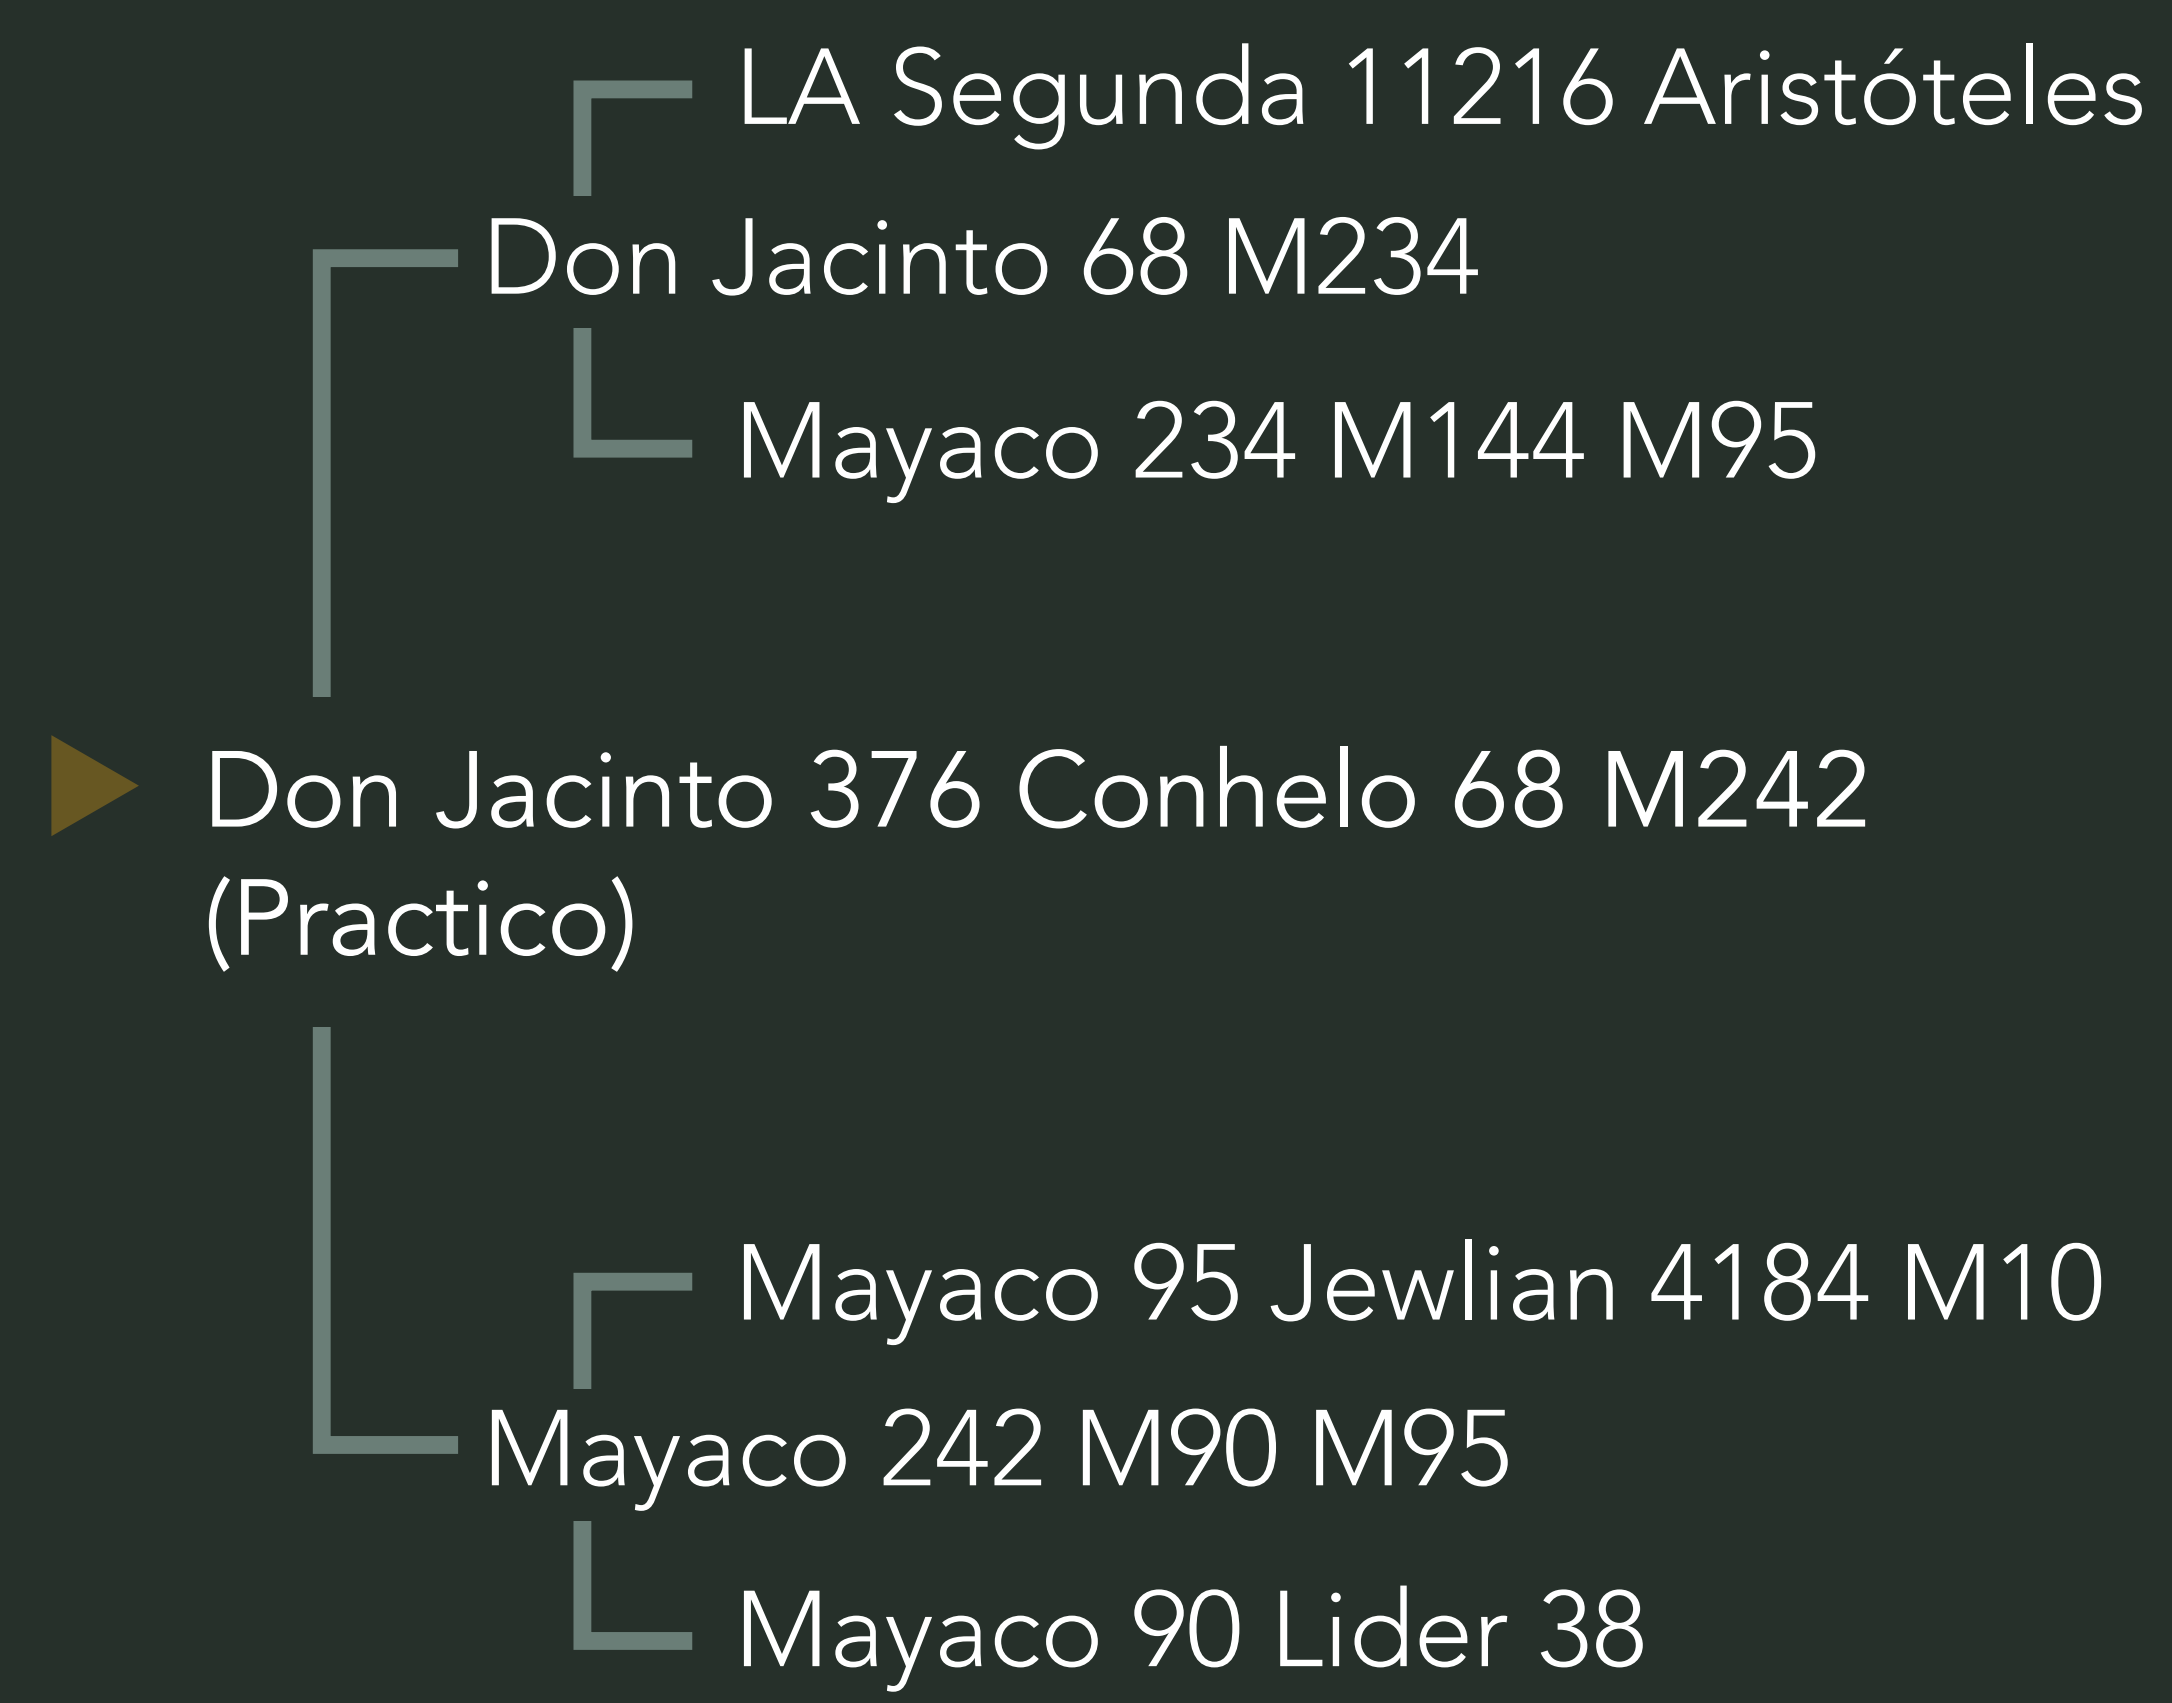 LA Segunda 11216 Aristóteles
Don Jacinto 68 M234
Mayaco 234 M144 M95
Don Jacinto 376 Conhelo 68 M242
(Practico)
Mayaco 95 Jewlian 4184 M10
Mayaco 242 M90 M95
Mayaco 90 Lider 38